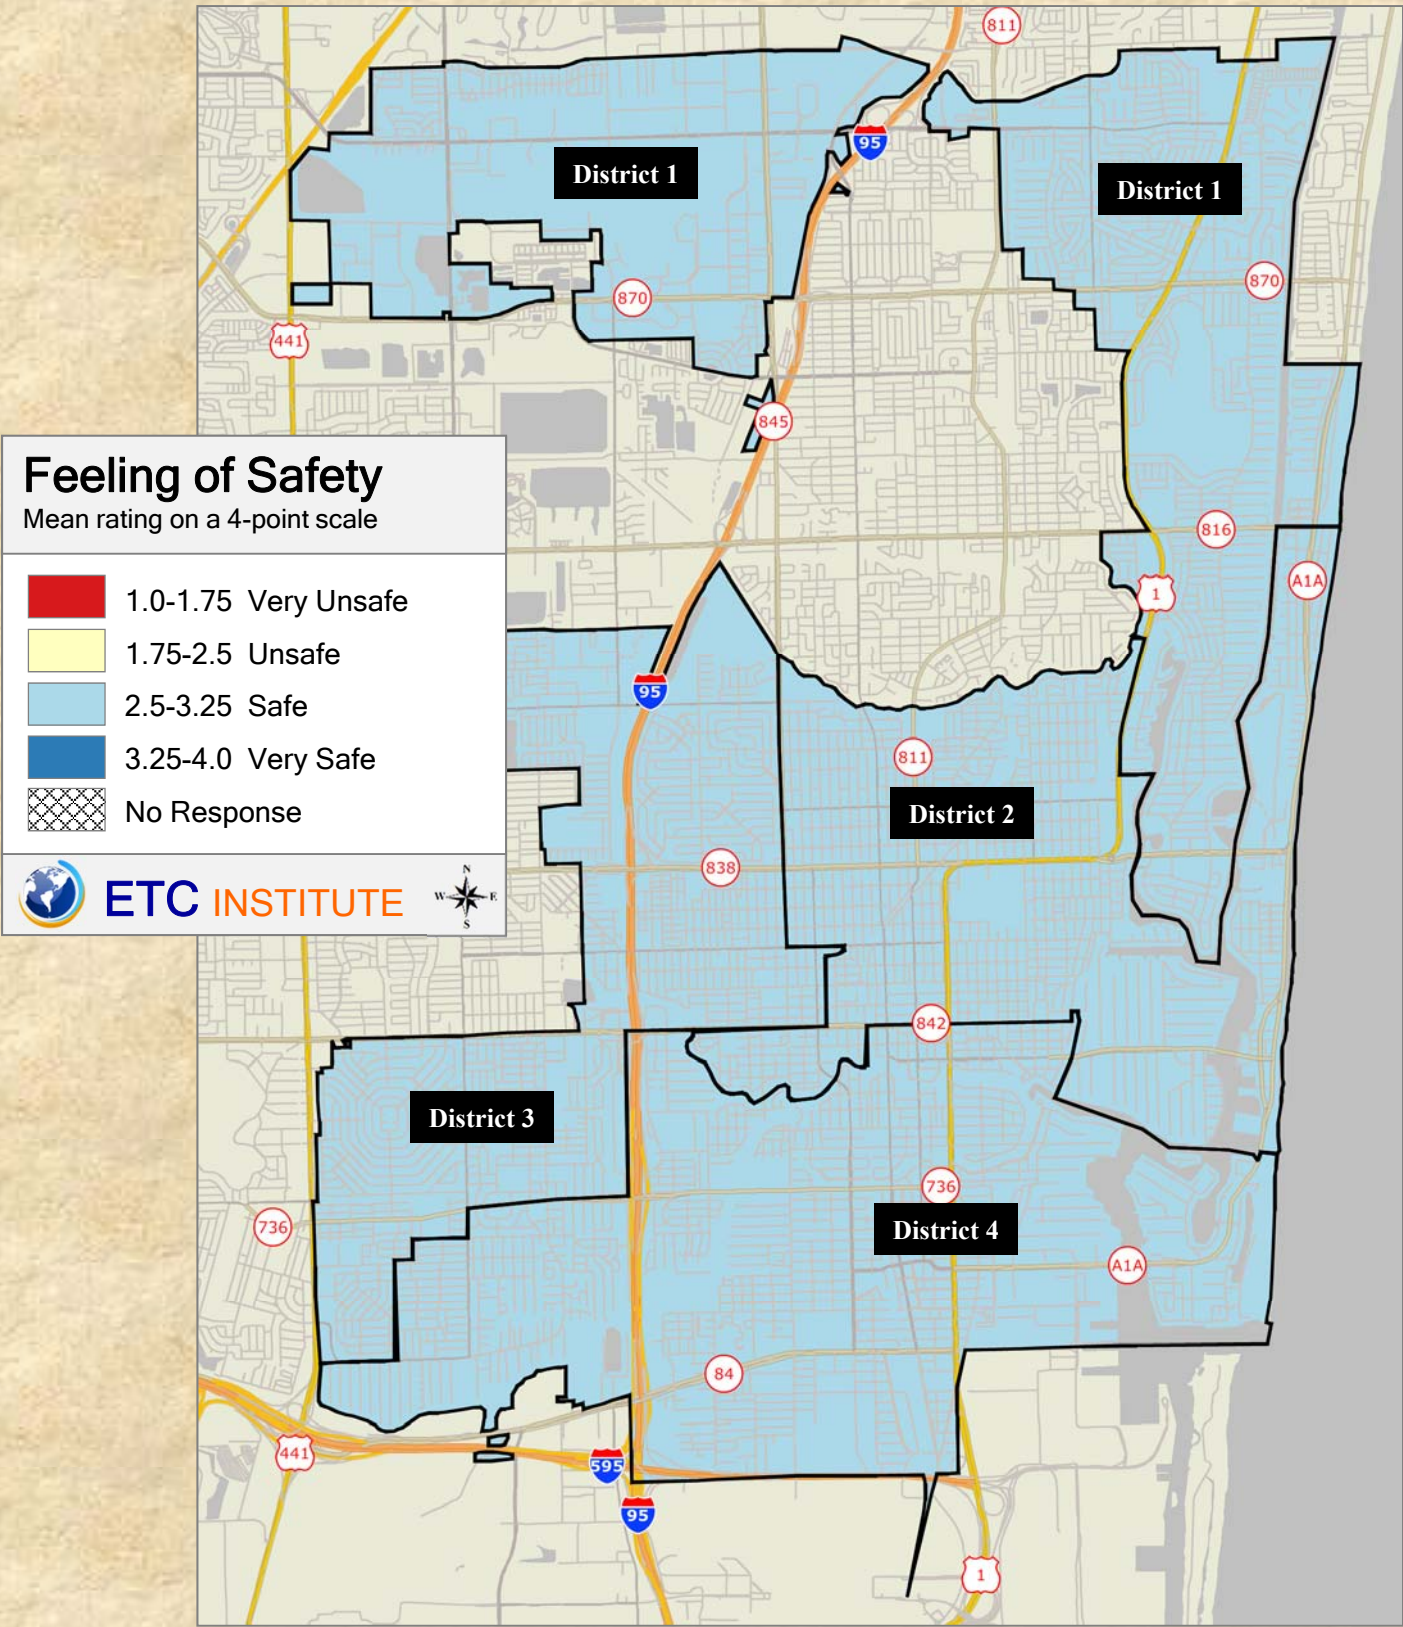 811
95
District 1
District 1
870
870
441
845
Feeling of Safety
Mean rating on a 4-point scale
1.0-1.75 Very Unsafe
1.75-2.5 Unsafe
2.5-3.25 Safe
3.25-4.0 Very Safe
No Response
ETC INSTITUTE
N
W E
S
816
A1A
1
95
811
District 2
838
842
District 3
736
736
District 4
A1A
84
441
595
95
1